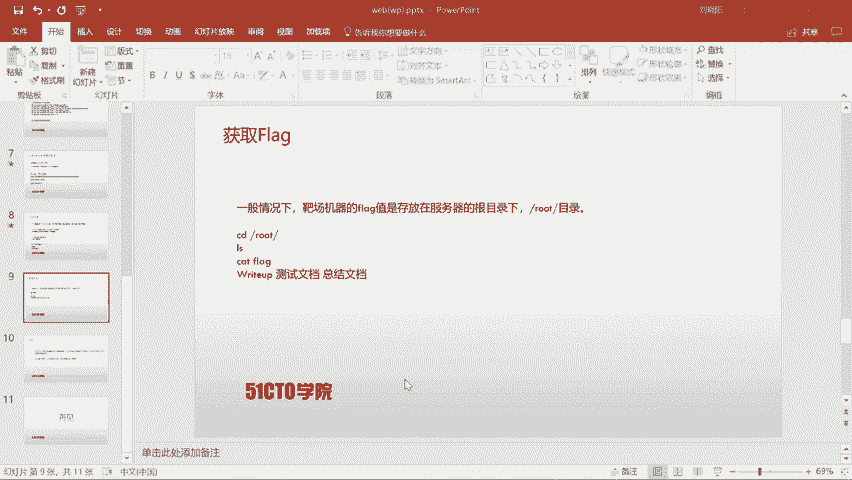 web(wp).pptx - PowerPoint
刘晓阳
文件 开始 插入 设计 切换 动画 幻灯片放映 审阅 视图 加载项 告诉我你想要做什么 共享
粘贴 剪切 复制 格式刷
新建 幻灯片 版式 重置 节
18
B I U S abc AV Aa A
文字方向 对齐文本 转换为 SmartArt
排列 快速样式 形状填充 形状轮廓 形状效果
查找 替换 选择
剪贴板 幻灯片 字体 段落 绘图 编辑
7
8
9
10
11
再见
获取Flag
一般情况下，靶场机器的flag值是存放在服务器的根目录下，/root/目录。
cd /root/
ls
cat flag
Writeup 测试文档 总结文档
51CTO学院
单击此处添加备注
幻灯片 第 9 张，共 11 张 中文(中国) 备注 69%